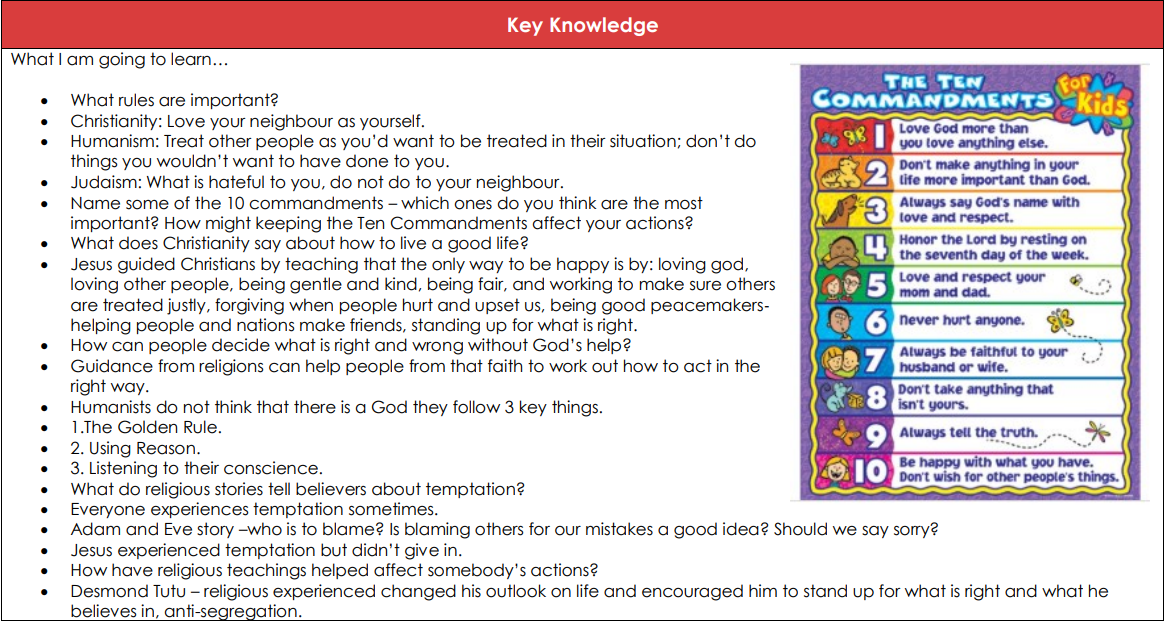 Key Knowledge
What I am going to learn…
• What rules are important?
• Christianity: Love your neighbour as yourself.
• Humanism: Treat other people as you’d want to be treated in their situation; don’t do
things you wouldn’t want to have done to you.
• Judaism: What is hateful to you, do not do to your neighbour.
• Name some of the 10 commandments – which ones do you think are the most
important? How might keeping the Ten Commandments affect your actions?
• What does Christianity say about how to live a good life?
• Jesus guided Christians by teaching that the only way to be happy is by: loving god,
loving other people, being gentle and kind, being fair, and working to make sure others
are treated justly, forgiving when people hurt and upset us, being good peacemakers-
helping people and nations make friends, standing up for what is right.
• How can people decide what is right and wrong without God’s help?
• Guidance from religions can help people from that faith to work out how to act in the
right way.
• Humanists do not think that there is a God they follow 3 key things.
• 1.The Golden Rule.
• 2. Using Reason.
• 3. Listening to their conscience.
• What do religious stories tell believers about temptation?
• Everyone experiences temptation sometimes.
• Adam and Eve story –who is to blame? Is blaming others for our mistakes a good idea? Should we say sorry?
• Jesus experienced temptation but didn’t give in.
• How have religious teachings helped affect somebody’s actions?
• Desmond Tutu – religious experienced changed his outlook on life and encouraged him to stand up for what is right and what he
believes in, anti-segregation.
The Ten
Commandments
For
Kids
1 Love God more than
you love anything else.
2 Don't make anything in your
life more important than God.
3 Always say God's name with
love and respect.
4 Honor the Lord by resting on
the seventh day of the week.
5 Love and respect your
mom and dad.
6 Never hurt anyone.
7 Always be faithful to your
husband or wife.
8 Don't take anything that
isn't yours.
9 Always tell the truth.
10 Be happy with what you have.
Don't wish for other people's things.